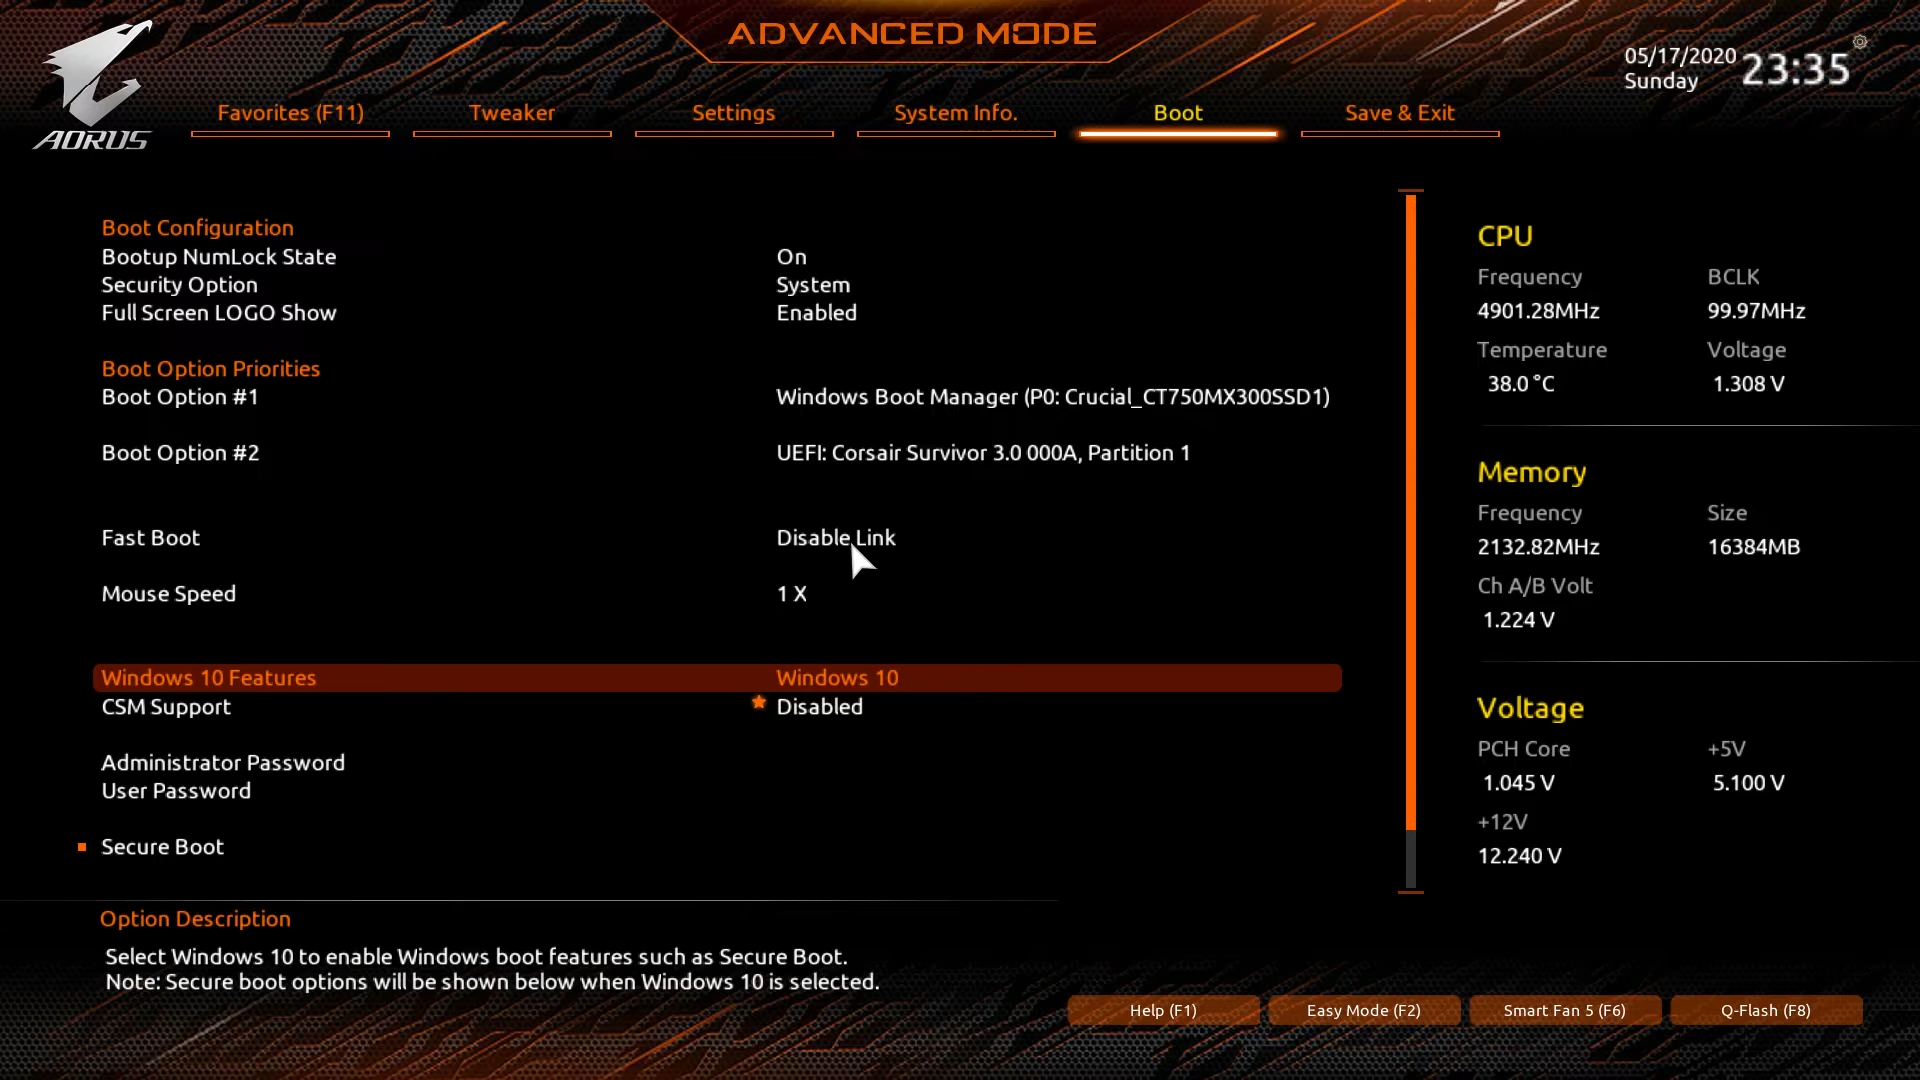 ADVANCED MODE
AORUS
05/17/2020
Sunday
23:35
Favorites (F11)
Tweaker
Settings
System Info.
Boot
Save & Exit
Boot Configuration
Bootup NumLock State On
Security Option System
Full Screen LOGO Show Enabled
Boot Option Priorities
Boot Option #1 Windows Boot Manager (P0: Crucial_CT750MX300SSD1)
Boot Option #2 UEFI: Corsair Survivor 3.0 000A, Partition 1
Fast Boot Disable Link
Mouse Speed 1 X
Windows 10 Features Windows 10
CSM Support Disabled
Administrator Password
User Password
Secure Boot
CPU
Frequency BCLK
4901.28MHz 99.97MHz
Temperature Voltage
38.0 °C 1.308 V
Memory
Frequency Size
2132.82MHz 16384MB
Ch A/B Volt
1.224 V
Voltage
PCH Core +5V
1.045 V 5.100 V
+12V
12.240 V
Option Description
Select Windows 10 to enable Windows boot features such as Secure Boot.
Note: Secure boot options will be shown below when Windows 10 is selected.
Help (F1)
Easy Mode (F2)
Smart Fan 5 (F6)
Q-Flash (F8)